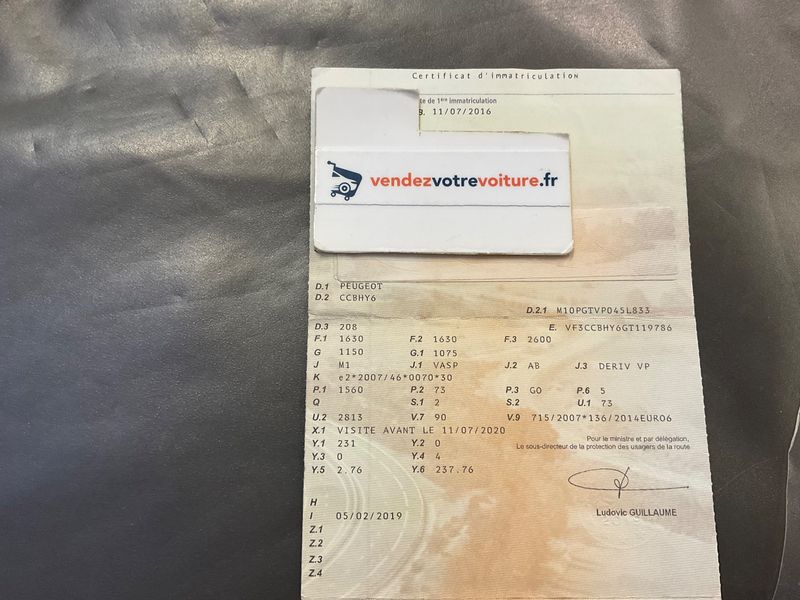 Certificat d'immatriculation
te de 1ère immatriculation
B. 11/07/2016
vendezvotrevoiture.fr
D.1 PEUGEOT
D.2 CCBHY6
D.2.1 M10PGTVP045L833
D.3 208 E. VF3CCBHY6GT119786
F.1 1630 F.2 1630 F.3 2600
G 1150 G.1 1075
J M1 J.1 VASP J.2 AB J.3 DERIV VP
K e2*2007/46*0070*30
P.1 1560 P.2 73 P.3 GO P.6 5
Q S.1 2 S.2 U.1 73
U.2 2813 V.7 90 V.9 715/2007*136/2014EURO6
X.1 VISITE AVANT LE 11/07/2020
Y.1 231 Y.2 0
Y.3 0 Y.4 4
Y.5 2.76 Y.6 237.76
Pour le ministre et par délégation,
Le sous-directeur de la protection des usagers de la route
Ludovic GUILLAUME
H
I 05/02/2019
Z.1
Z.2
Z.3
Z.4